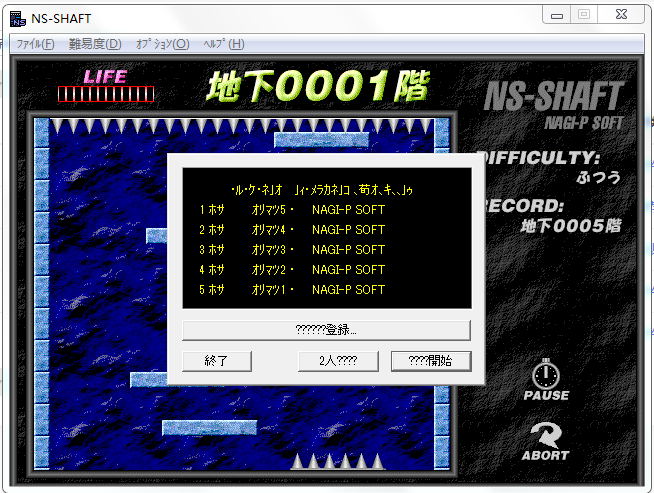 NS-SHAFT
ﾌｧｲﾙ(F) 難易度(D) ｵﾌﾟｼｮﾝ(O) ﾍﾙﾌﾟ(H)
LIFE
地下0001階
NS-SHAFT
NAGI-P SOFT
DIFFICULTY:
ふつう
RECORD:
地下0005階
･ﾙ･ｹ･ﾈ｣ｵ ｣ｨ･ﾒﾗｶﾈ｣ｺ ､荀ｵ､ｷ､､｣ｩ
1 ﾎｻ ｵﾘﾏﾂ5･ NAGI-P SOFT
2 ﾎｻ ｵﾘﾏﾂ4･ NAGI-P SOFT
3 ﾎｻ ｵﾘﾏﾂ3･ NAGI-P SOFT
4 ﾎｻ ｵﾘﾏﾂ2･ NAGI-P SOFT
5 ﾎｻ ｵﾘﾏﾂ1･ NAGI-P SOFT
??????登録...
終了 2人???? ????開始
PAUSE
ABORT